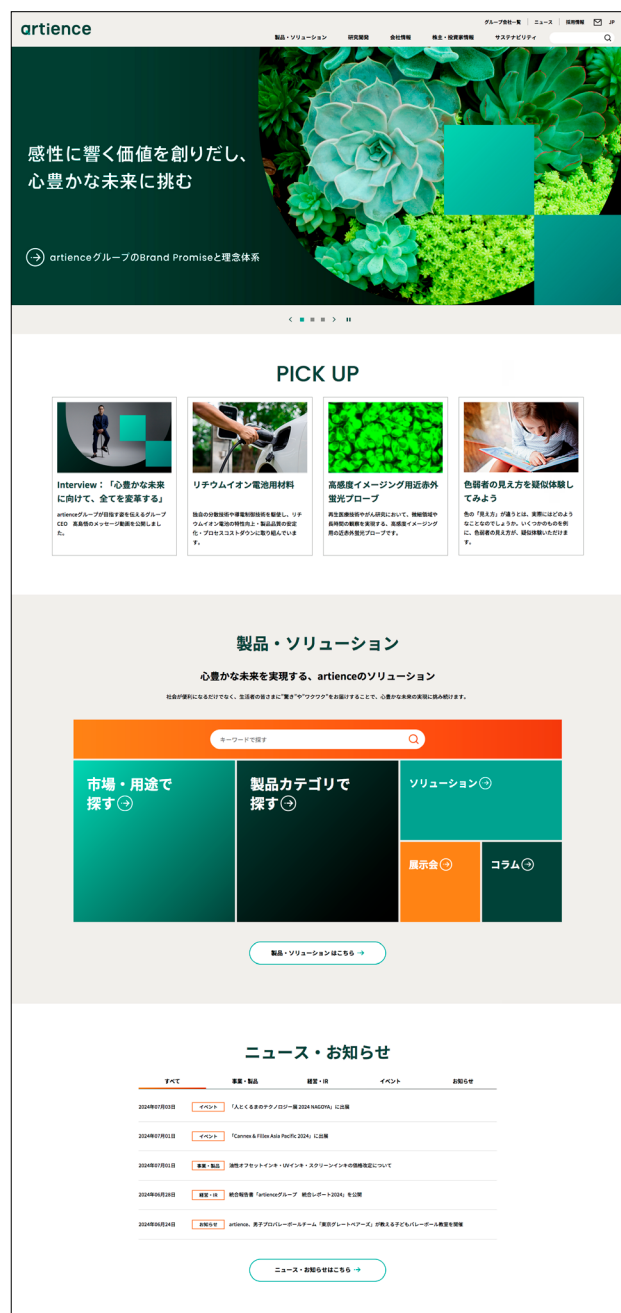 artience
グループ会社一覧
ニュース
採用情報
JP
製品・ソリューション
研究開発
会社情報
株主・投資家情報
サステナビリティ
感性に響く価値を創りだし、
心豊かな未来に挑む
artienceグループのBrand Promiseと理念体系
PICK UP
Interview：「心豊かな未来
に向けて、全てを変革する」
artienceグループが目指す姿を伝えるグループ
CEO 髙島悟のメッセージ動画を公開しまし
た。
リチウムイオン電池用材料
独自の分散技術や導電制御技術を駆使し、リチ
ウムイオン電池の特性向上・製品品質の安定
化・プロセスコストダウンに取り組んでいま
す。
高感度イメージング用近赤外
蛍光プローブ
再生医療技術やがん研究において、微細領域や
長時間の観察を実現する、高感度イメージング
用の近赤外蛍光プローブです。
色弱者の見え方を疑似体験し
てみよう
色の「見え方」が違うとは、実際にはどのよう
なことなのでしょうか。いくつかのものを例
に、色弱者の見え方が、疑似体験いただけま
す。
製品・ソリューション
心豊かな未来を実現する、artienceのソリューション
社会が便利になるだけでなく、生活者の皆さまに"驚き"や"ワクワク"をお届けすることで、心豊かな未来の実現に挑み続けます。
キーワードで探す
市場・用途で
探す
製品カテゴリで
探す
ソリューション
展示会
コラム
製品・ソリューションはこちら
ニュース・お知らせ
すべて
事業・製品
経営・IR
イベント
お知らせ
2024年07月03日 イベント 「人とくるまのテクノロジー展 2024 NAGOYA」に出展
2024年07月01日 イベント 「Cannex & Fillex Asia Pacific 2024」に出展
2024年07月01日 事業・製品 油性オフセットインキ・UVインキ・スクリーンインキの価格改定について
2024年06月28日 経営・IR 統合報告書「artienceグループ 統合レポート2024」を公開
2024年06月24日 お知らせ artience、男子プロバレーボールチーム「東京グレートベアーズ」が教える子どもバレーボール教室を開催
ニュース・お知らせはこちら